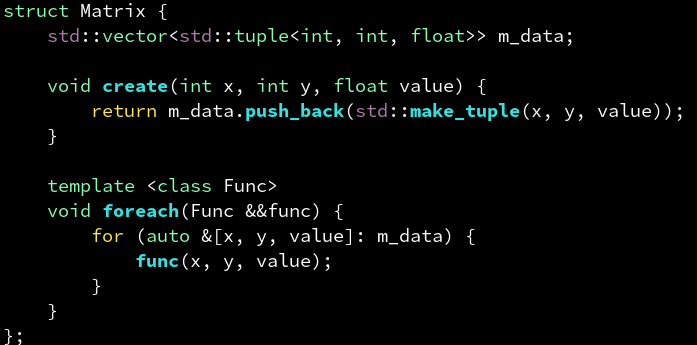 struct Matrix {
    std::vector<std::tuple<int, int, float>> m_data;

    void create(int x, int y, float value) {
        return m_data.push_back(std::make_tuple(x, y, value));
    }

    template <class Func>
    void foreach(Func &&func) {
        for (auto &[x, y, value]: m_data) {
            func(x, y, value);
        }
    }
};